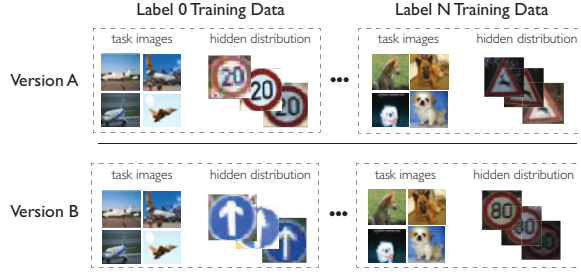 Label 0 Training Data
Label N Training Data
task images
hidden distribution
task images
hidden distribution
Version A
20
20
20
•••
task images
hidden distribution
task images
hidden distribution
Version B
•••
80
80
80